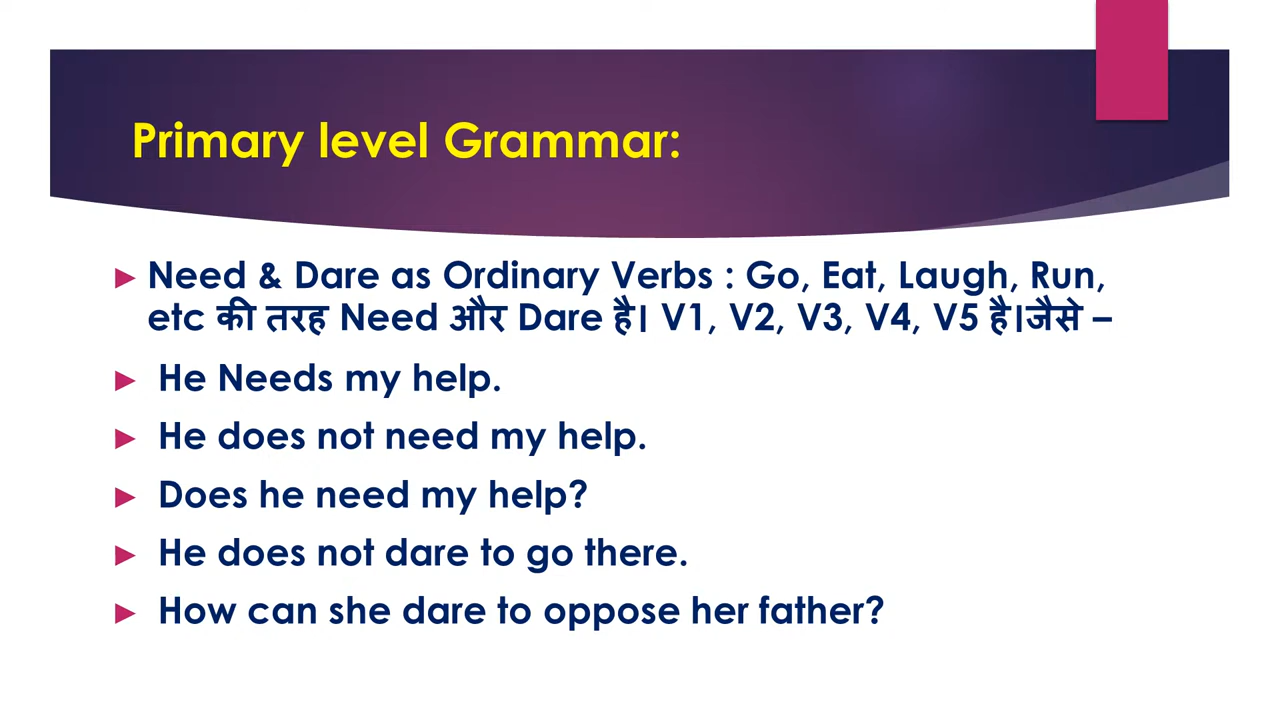 Primary level Grammar:
Need & Dare as Ordinary Verbs : Go, Eat, Laugh, Run,
etc की तरह Need और Dare है। V1, V2, V3, V4, V5 है।जैसे –
He Needs my help.
He does not need my help.
Does he need my help?
He does not dare to go there.
How can she dare to oppose her father?